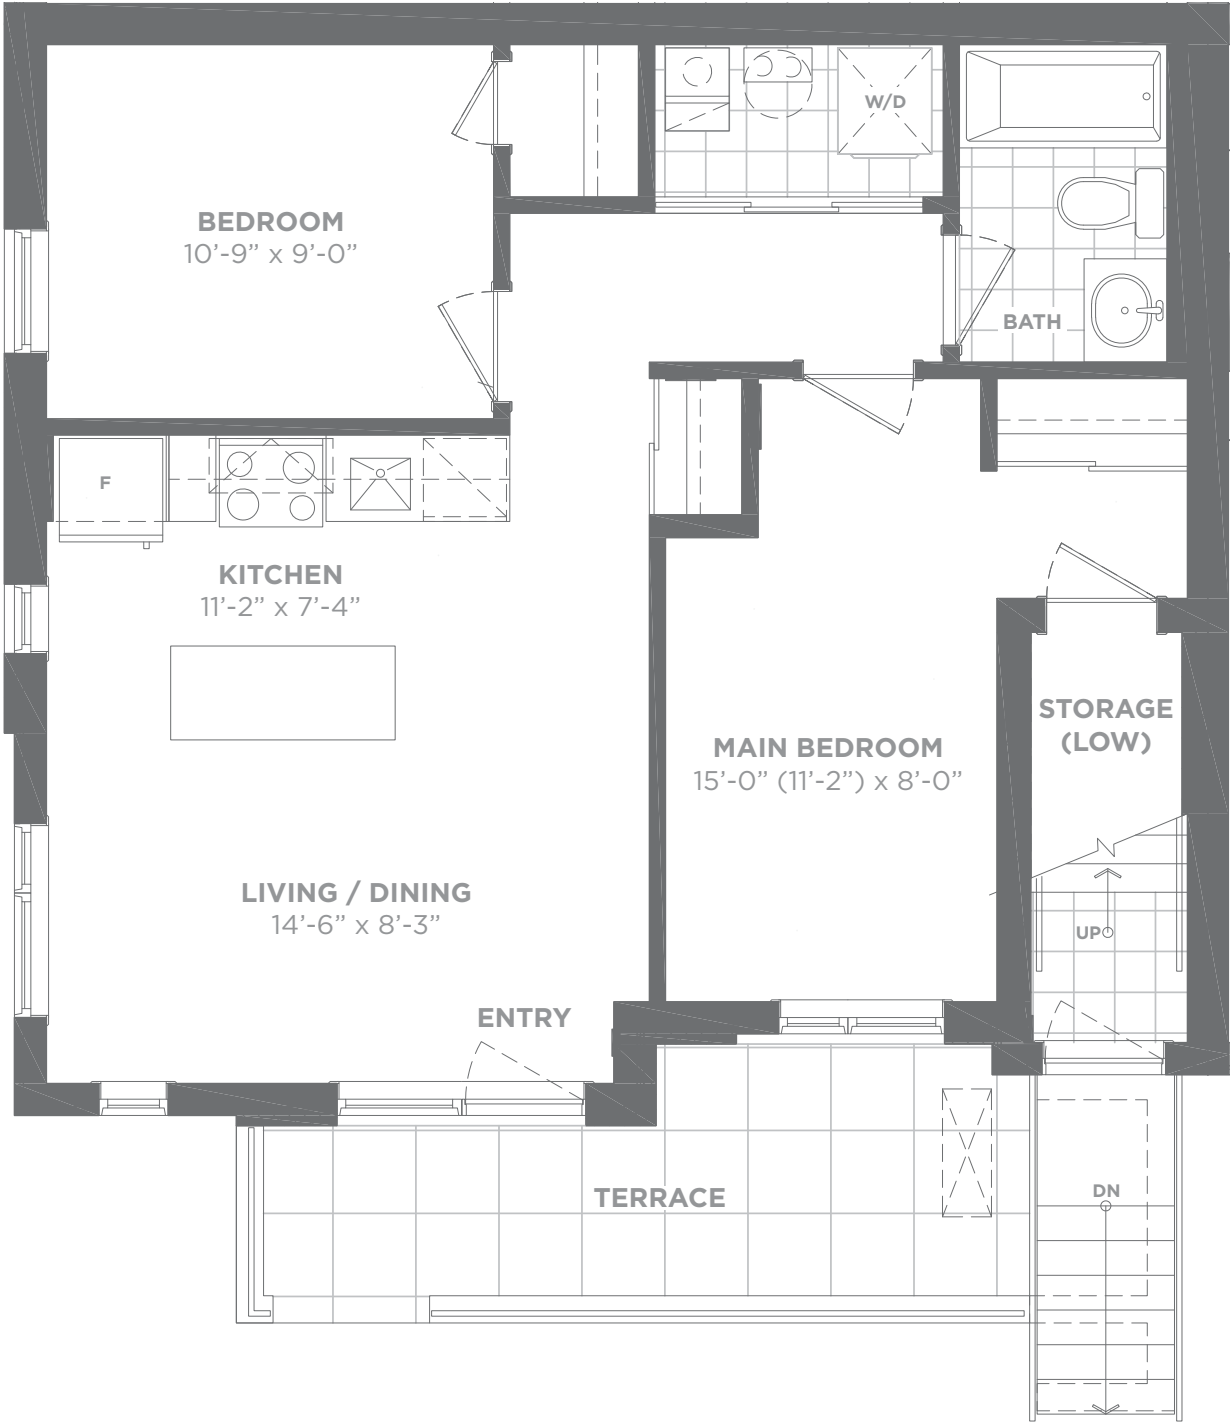 W/D
BEDROOM
10’-9” x 9’-0”
BATH
F
KITCHEN
11’-2” x 7’-4”
STORAGE
(LOW)
MAIN BEDROOM
15’-0” (11’-2”) x 8’-0”
LIVING / DINING
14’-6” x 8’-3”
UP
ENTRY
TERRACE
DN